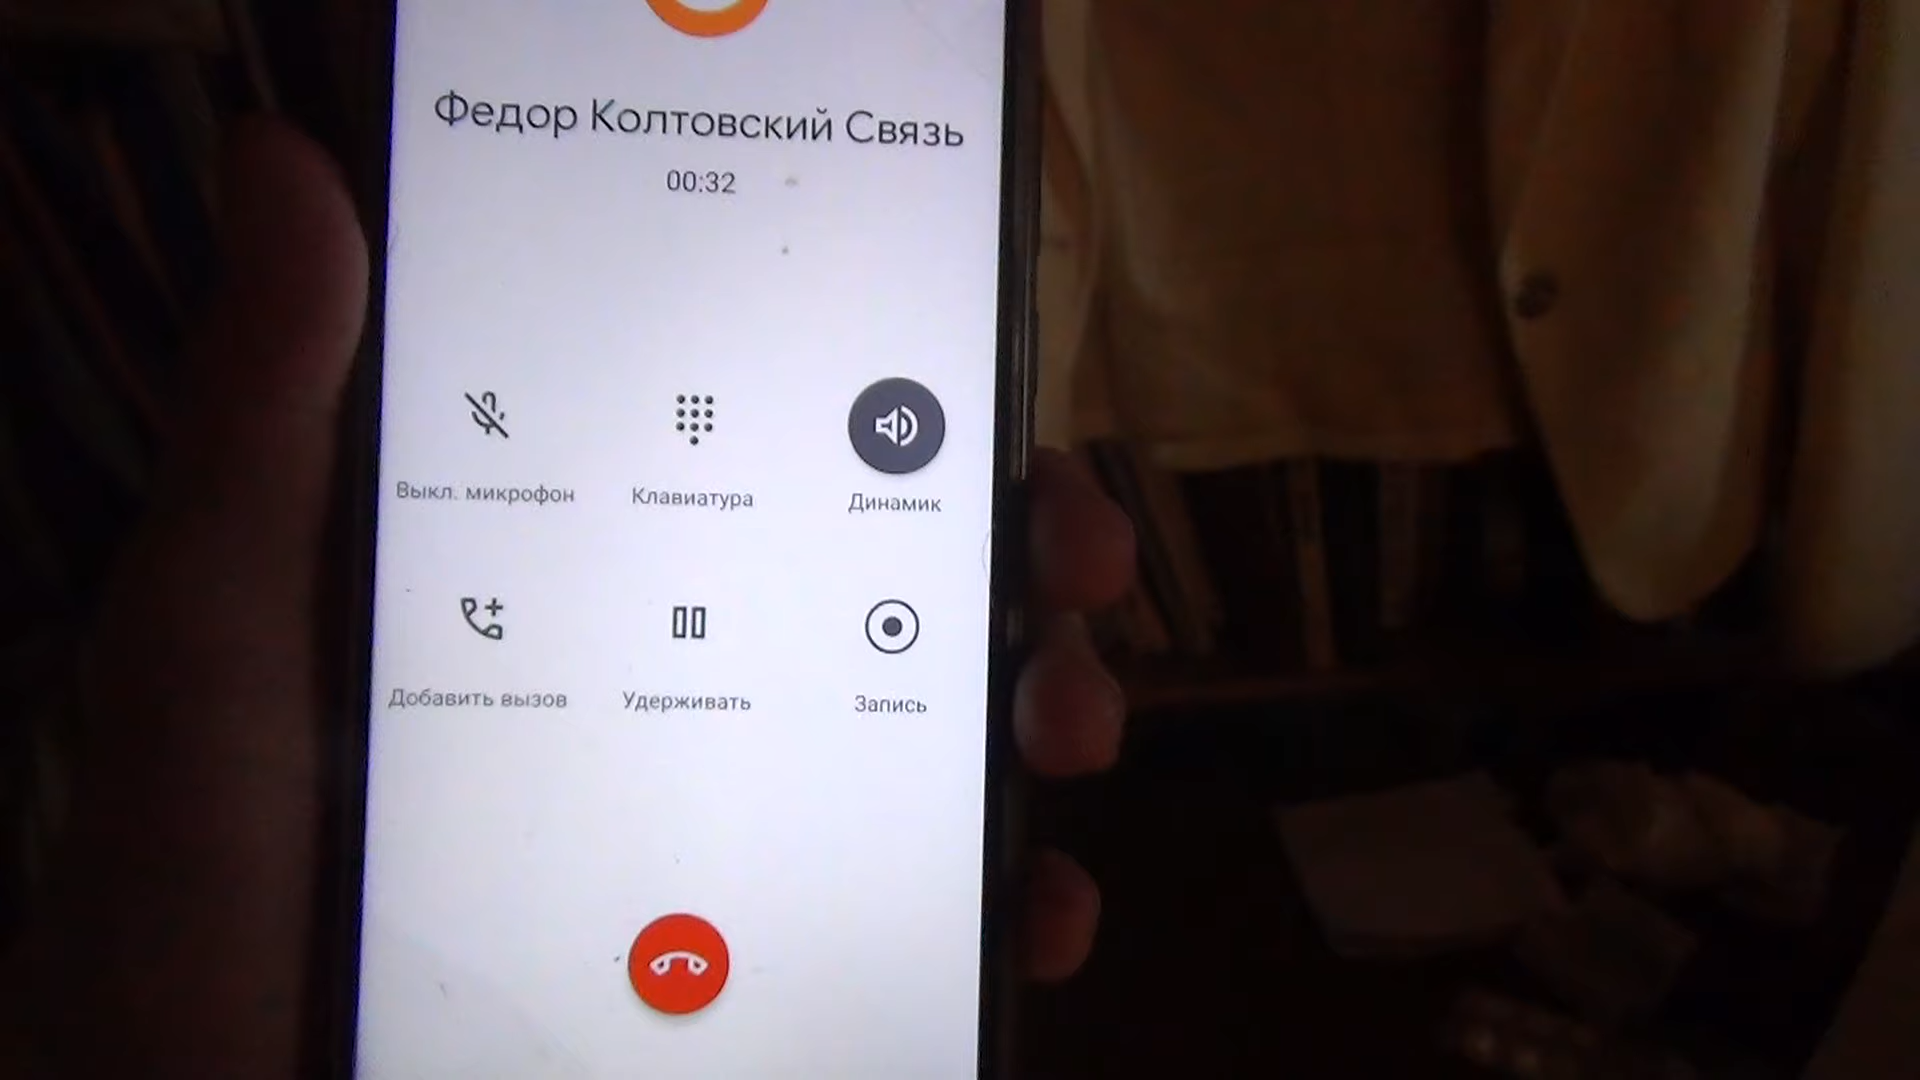 Федор Колтовский Связь
00:32
Выкл. микрофон
Клавиатура
Динамик
Добавить вызов
Удерживать
Запись